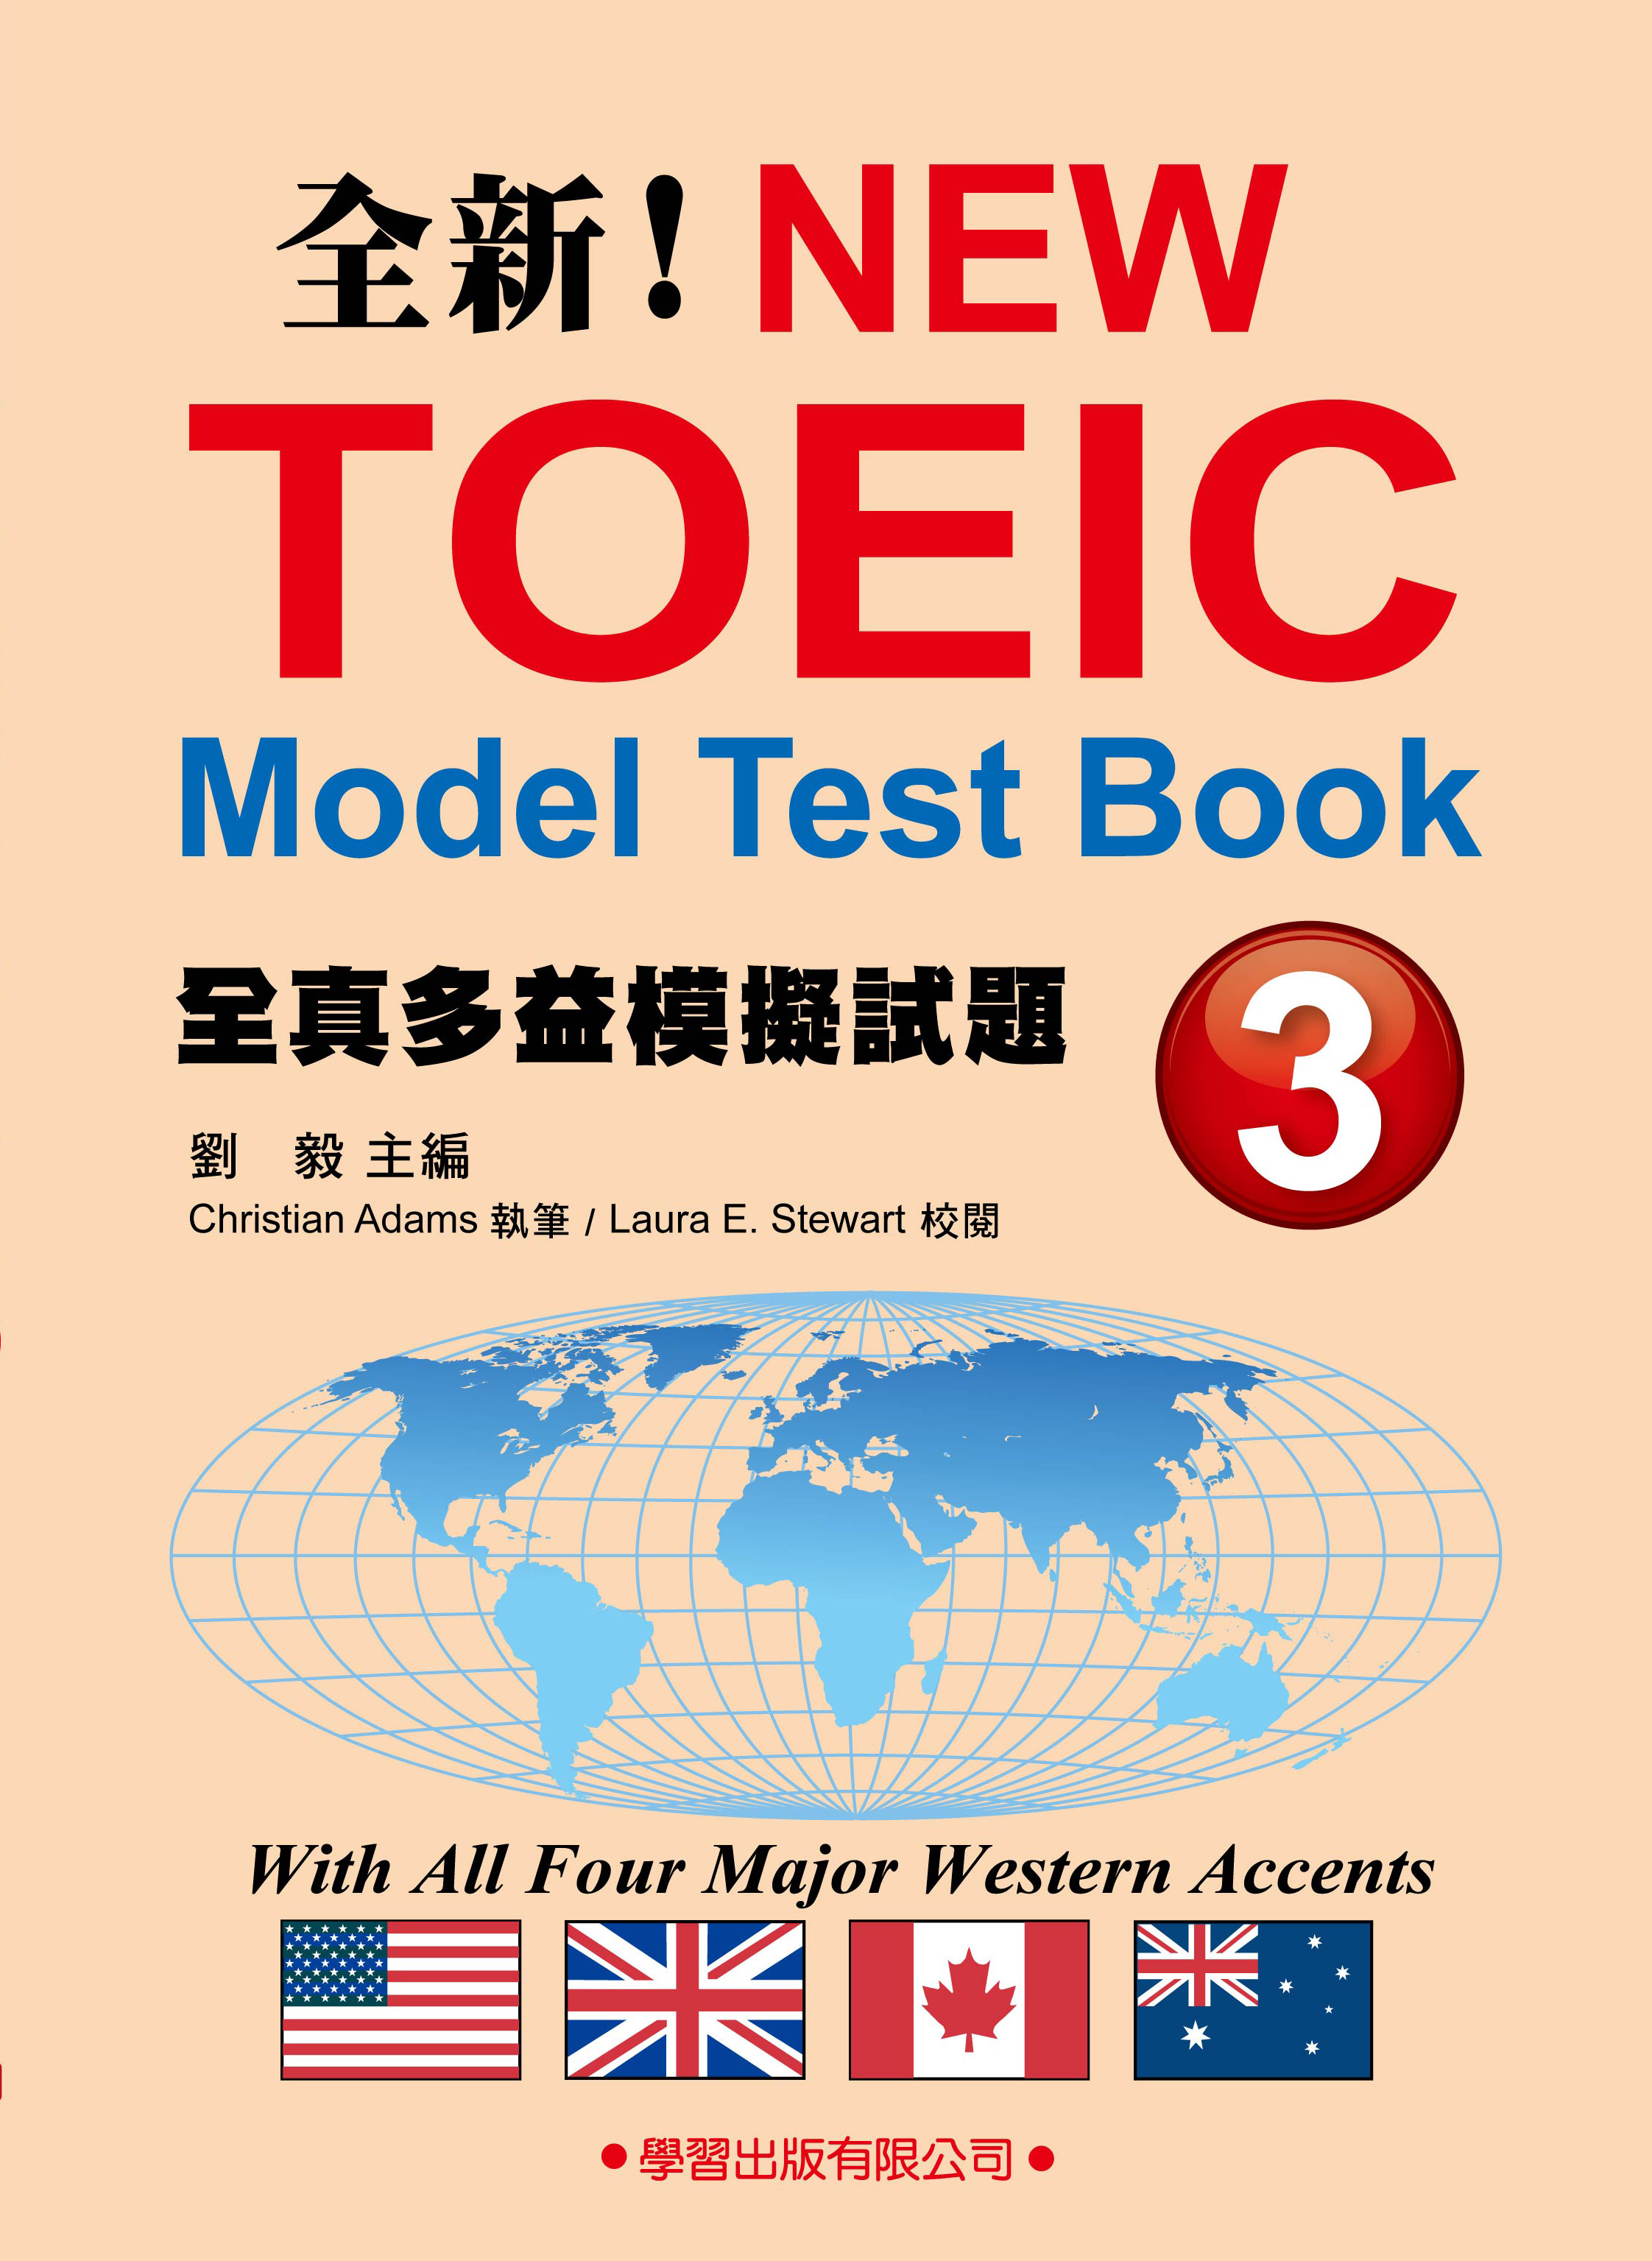 全新！NEW
TOEIC
Model Test Book
全真多益模擬試題 3
劉　毅 主編
Christian Adams 執筆 / Laura E. Stewart 校閱
With All Four Major Western Accents
● 學習出版有限公司 ●